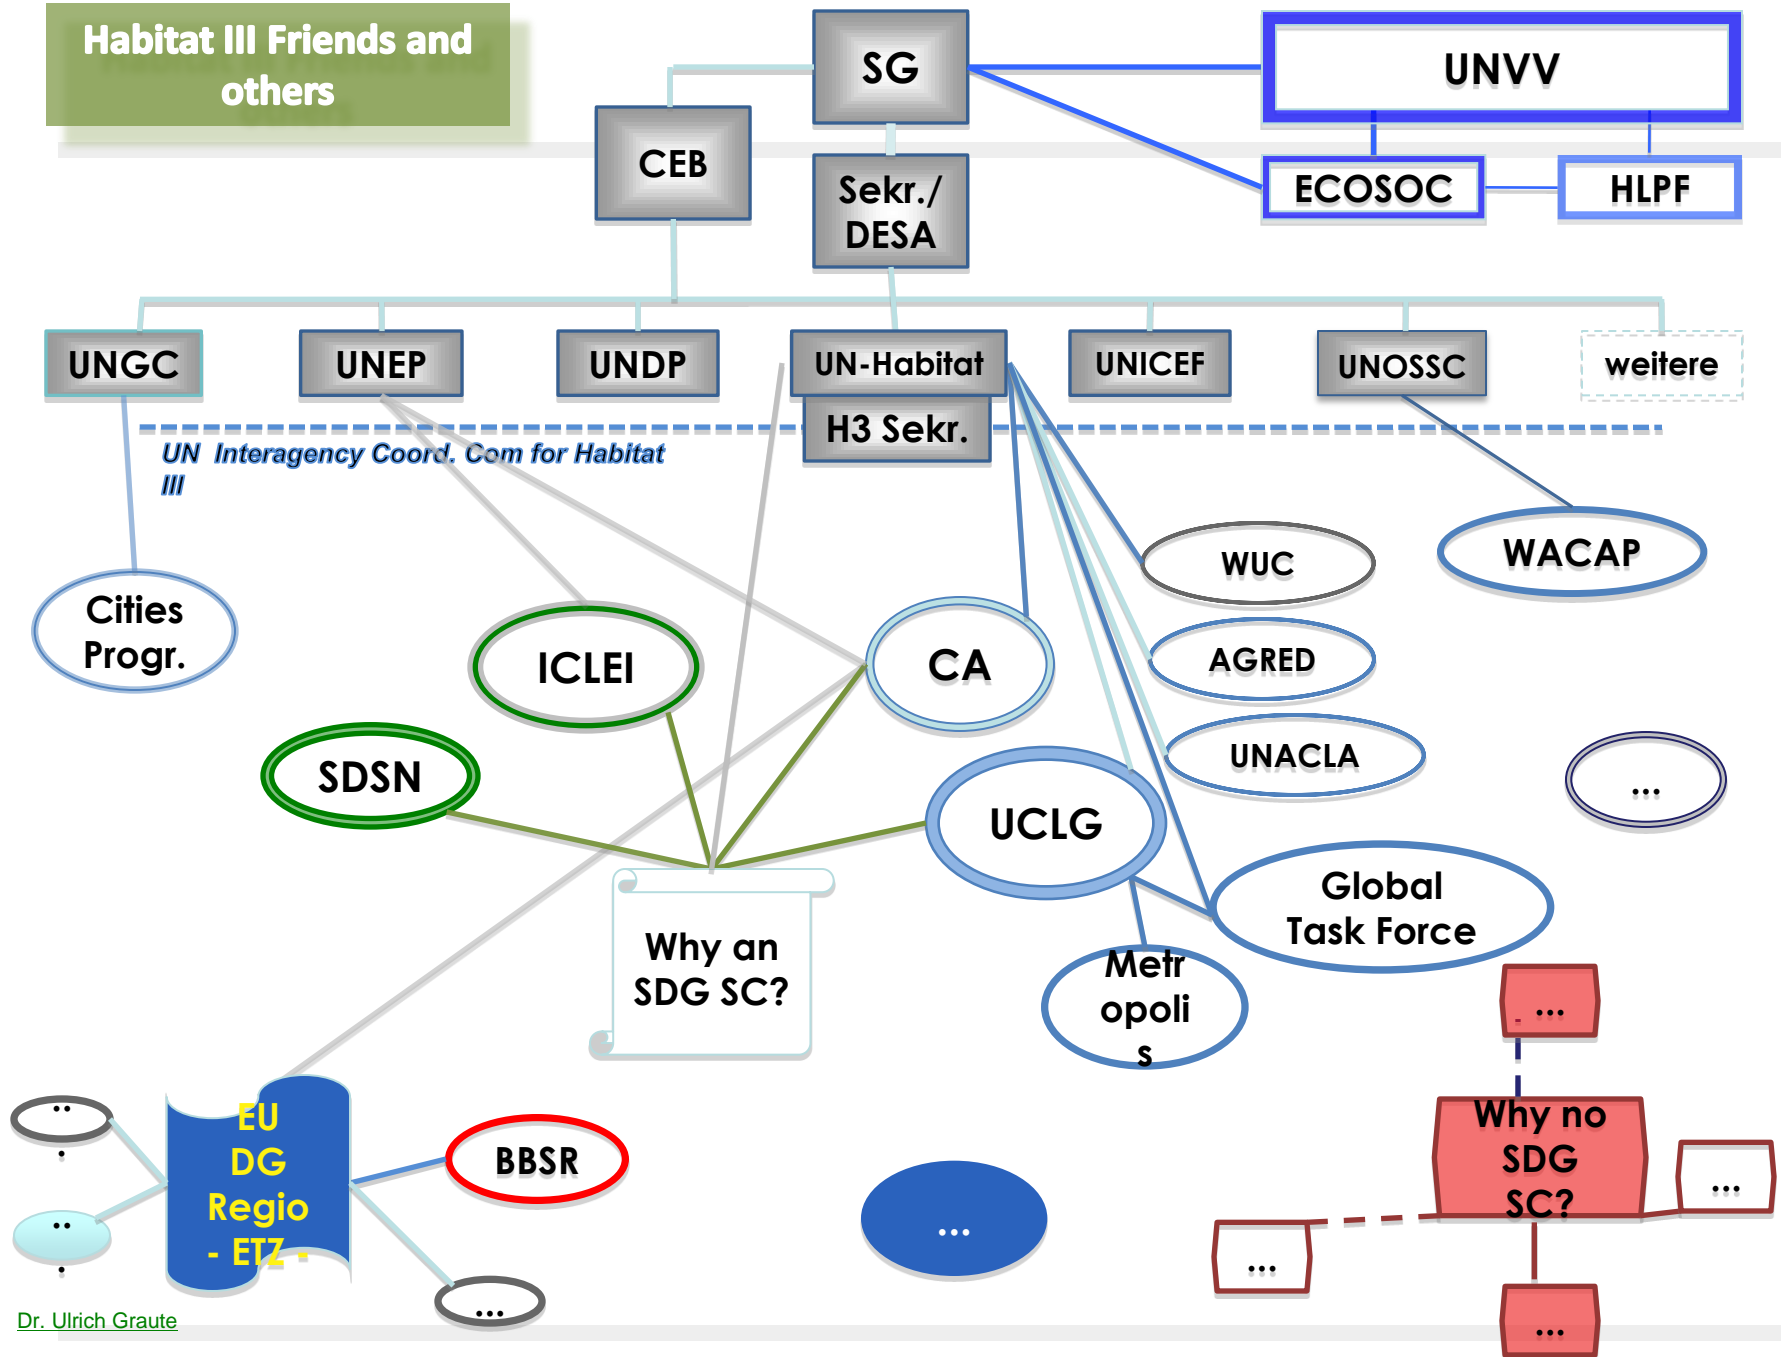 Habitat III Friends and
others
SG
UNVV
CEB
Sekr./
DESA
ECOSOC
HLPF
UNGC
UNEP
UNDP
UN-Habitat
UNICEF
UNOSSC
weitere
H3 Sekr.
UN Interagency Coord. Com for Habitat
III
WUC
WACAP
Cities
Progr.
ICLEI
CA
AGRED
SDSN
UNACLA
...
UCLG
Global
Task Force
Why an
SDG SC?
Metr
opoli
s
...
EU
DG
Regio
- ETZ -
..
.
..
.
BBSR
...
...
Why no
SDG
SC?
...
...
...
Dr. Ulrich Graute